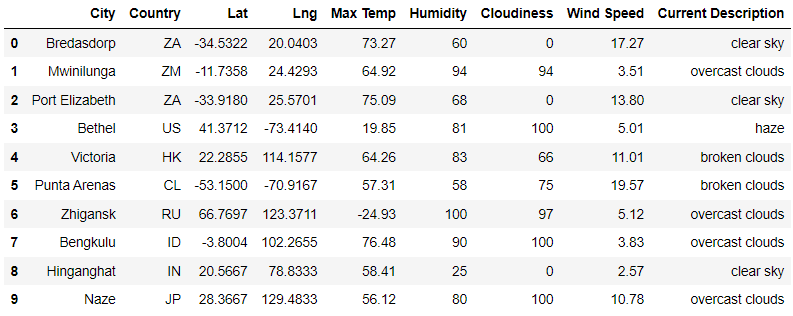 City Country Lat Lng Max Temp Humidity Cloudiness Wind Speed Current Description
0 Bredasdorp ZA -34.5322 20.0403 73.27 60 0 17.27 clear sky
1 Mwinilunga ZM -11.7358 24.4293 64.92 94 94 3.51 overcast clouds
2 Port Elizabeth ZA -33.9180 25.5701 75.09 68 0 13.80 clear sky
3 Bethel US 41.3712 -73.4140 19.85 81 100 5.01 haze
4 Victoria HK 22.2855 114.1577 64.26 83 66 11.01 broken clouds
5 Punta Arenas CL -53.1500 -70.9167 57.31 58 75 19.57 broken clouds
6 Zhigansk RU 66.7697 123.3711 -24.93 100 97 5.12 overcast clouds
7 Bengkulu ID -3.8004 102.2655 76.48 90 100 3.83 overcast clouds
8 Hinganghat IN 20.5667 78.8333 58.41 25 0 2.57 clear sky
9 Naze JP 28.3667 129.4833 56.12 80 100 10.78 overcast clouds